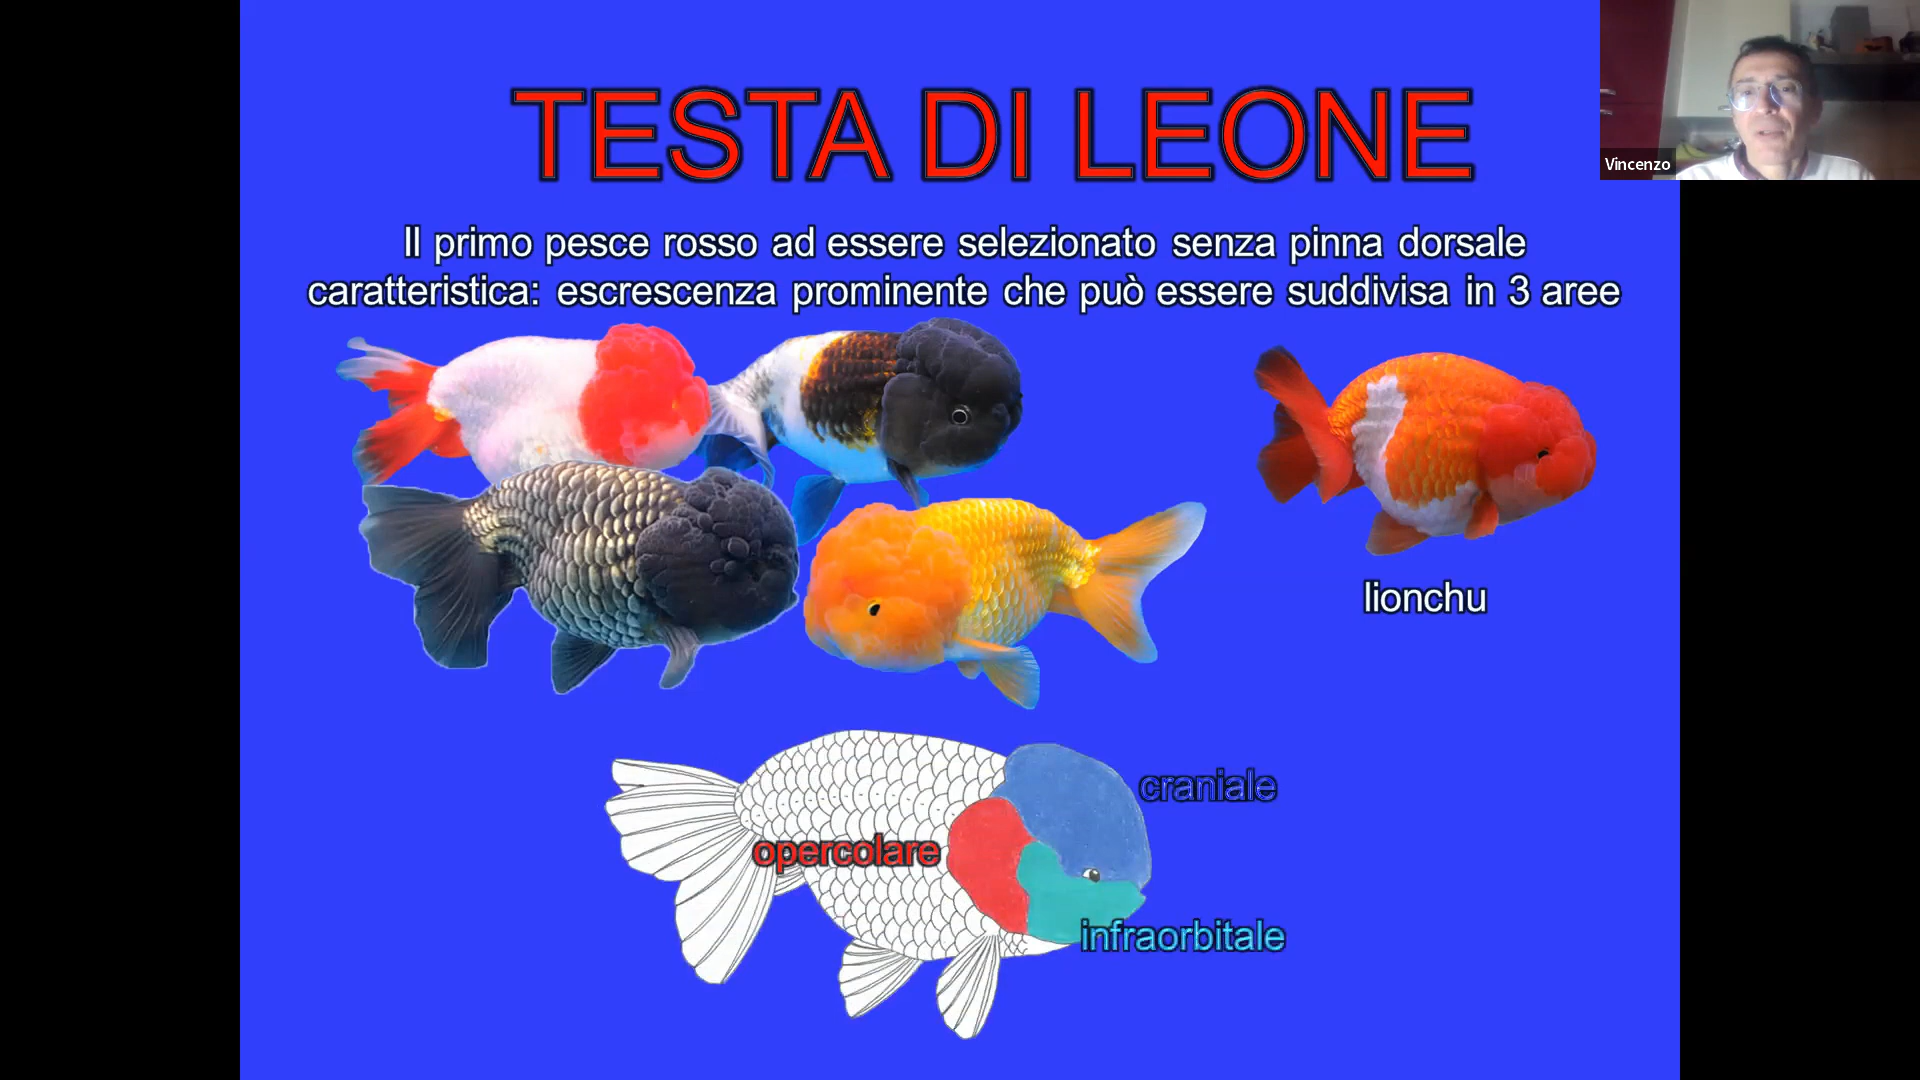 TESTA DI LEONE
Vincenzo
Il primo pesce rosso ad essere selezionato senza pinna dorsale
caratteristica: escrescenza prominente che può essere suddivisa in 3 aree
lionchu
craniale
opercolare
infraorbitale